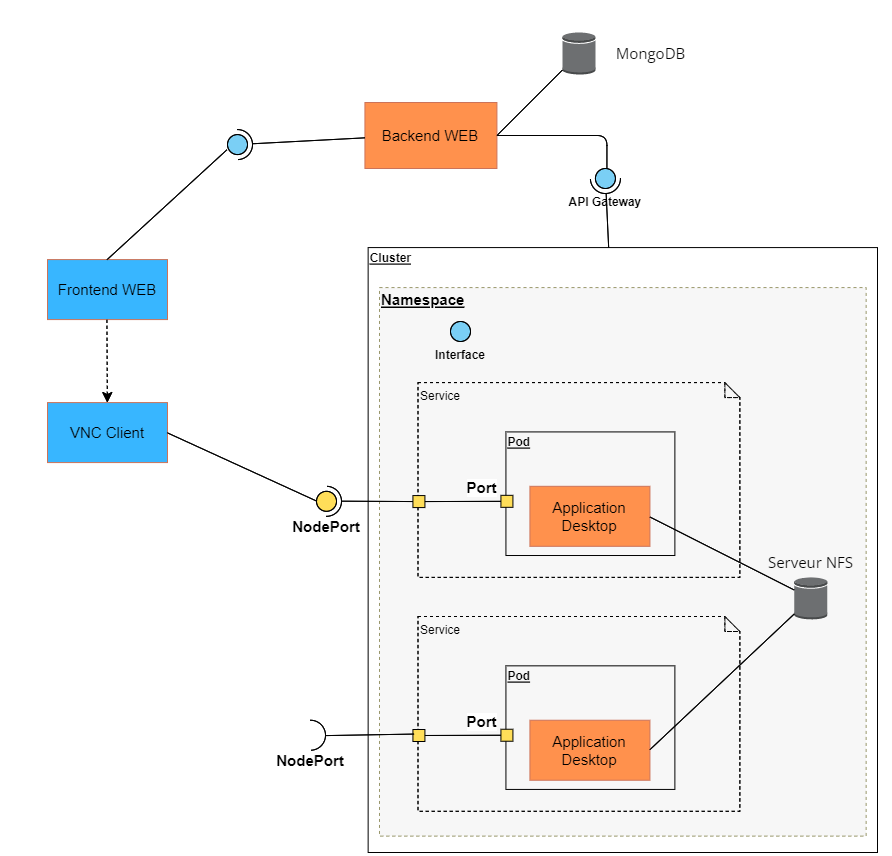 MongoDB
Backend WEB
API Gateway
Cluster
Frontend WEB
Namespace
Interface
Service
VNC Client
Pod
Port
Application
Desktop
NodePort
Serveur NFS
Service
Pod
Port
Application
Desktop
NodePort